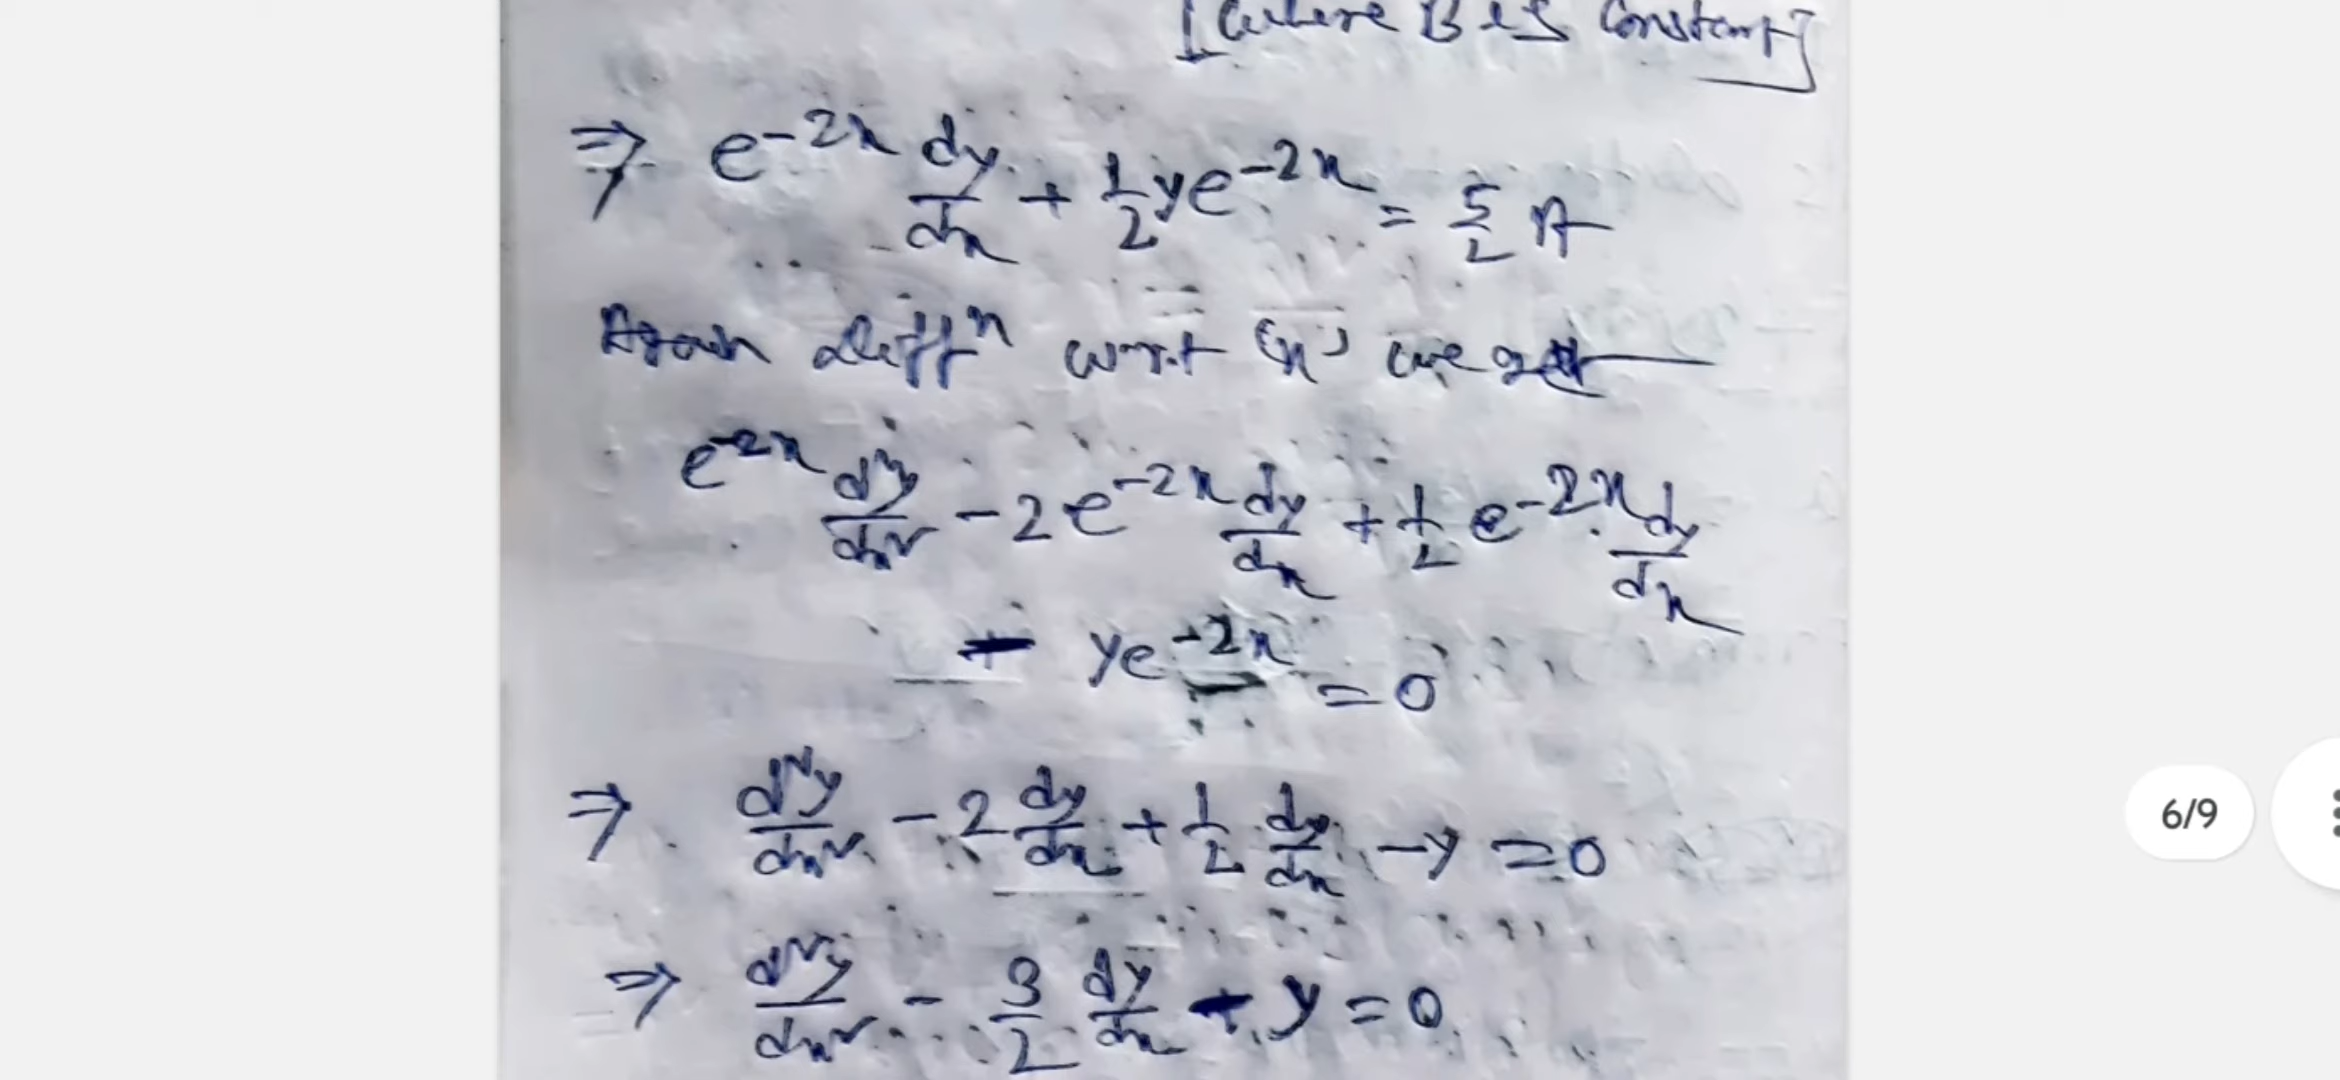 [where B is constant]
⇒ e^{-2x} dy/dx + 1/2 ye^{-2x} = 5/2 A
Again diffⁿ w.r.t 'x' we get
e^{-2x} d²y/dx² - 2e^{-2x} dy/dx + 1/2 e^{-2x} dy/dx
- ye^{-2x} = 0
⇒ d²y/dx² - 2 dy/dx + 1/2 dy/dx - y = 0
6/9
⇒ d²y/dx² - 3/2 dy/dx - y = 0